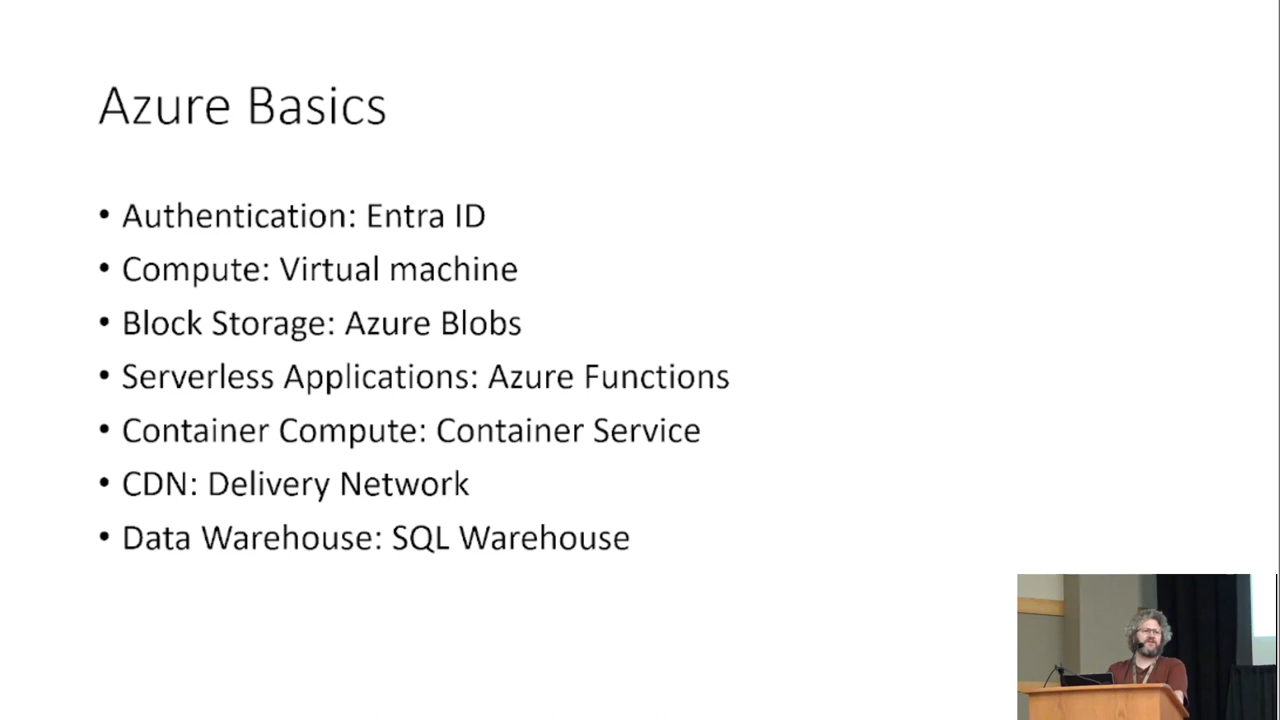 Azure Basics
• Authentication: Entra ID
• Compute: Virtual machine
• Block Storage: Azure Blobs
• Serverless Applications: Azure Functions
• Container Compute: Container Service
• CDN: Delivery Network
• Data Warehouse: SQL Warehouse